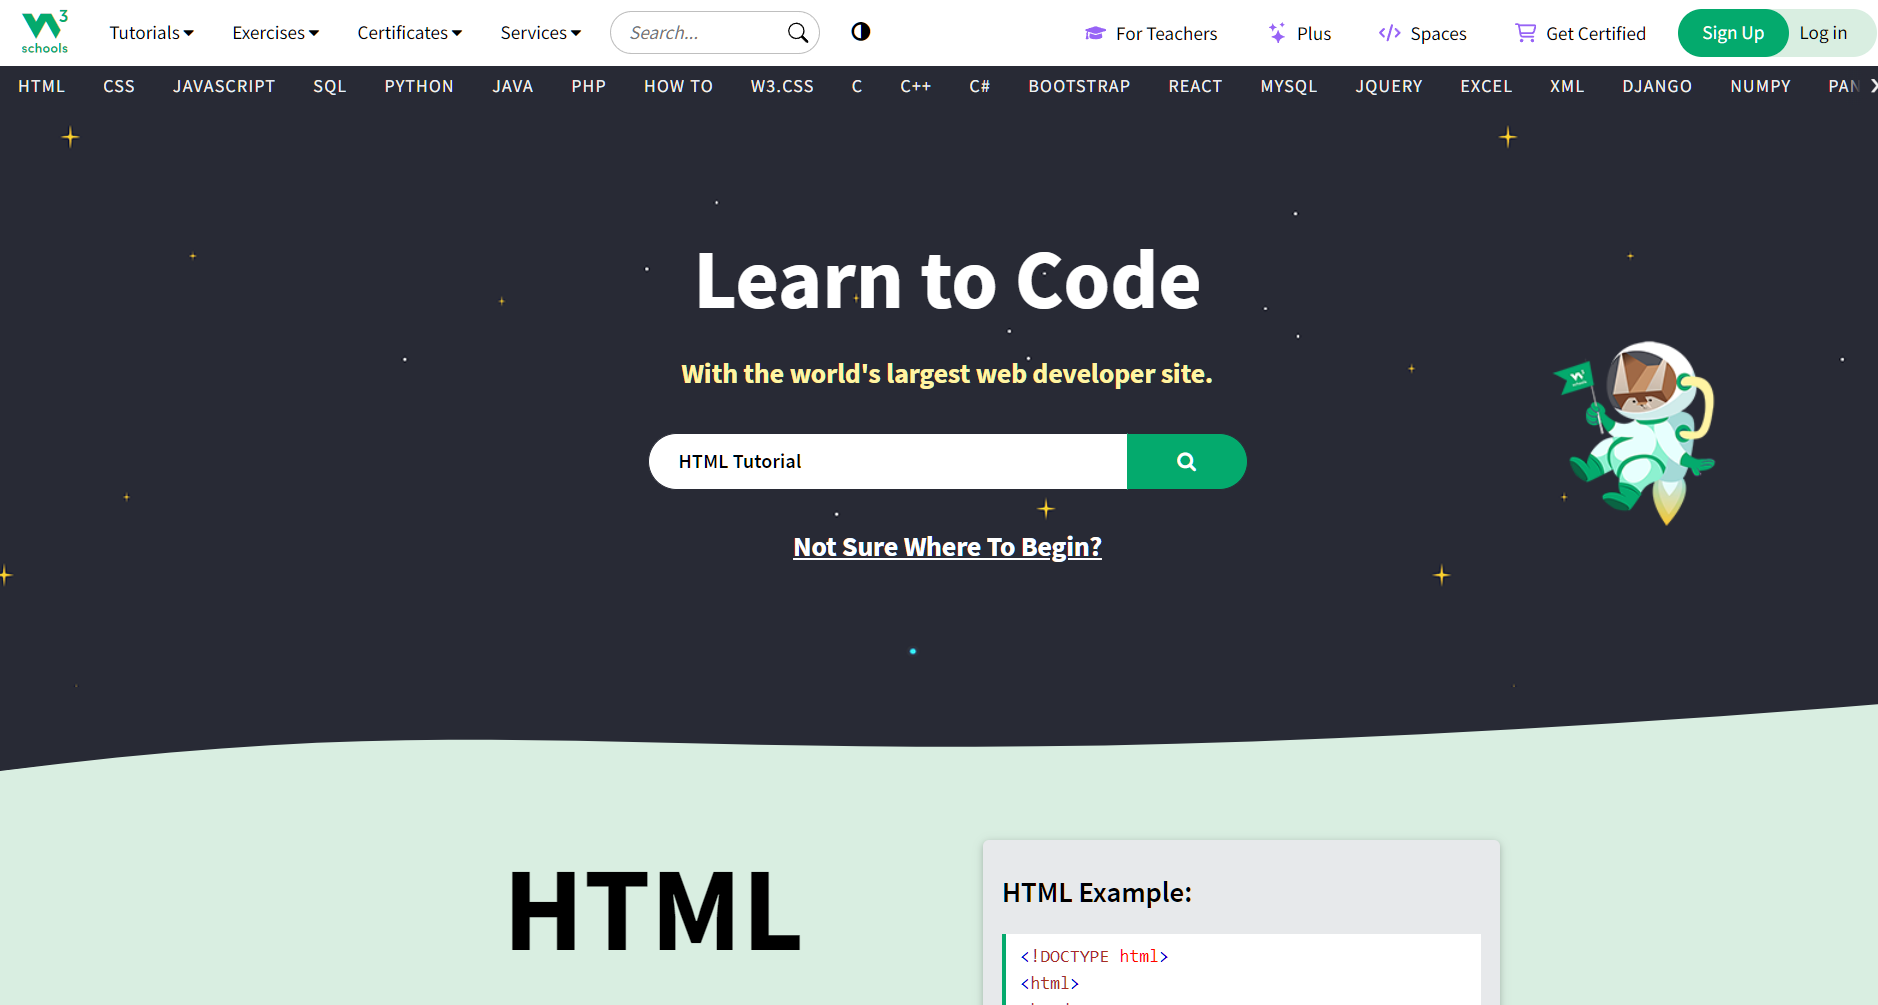 W3 schools
Tutorials Exercises Certificates Services Search... For Teachers Plus Spaces Get Certified Sign Up Log in
HTML CSS JAVASCRIPT SQL PYTHON JAVA PHP HOW TO W3.CSS C C++ C# BOOTSTRAP REACT MYSQL JQUERY EXCEL XML DJANGO NUMPY
Learn to Code
With the world's largest web developer site.
HTML Tutorial
Not Sure Where To Begin?
HTML
HTML Example:
<!DOCTYPE html>
<html>